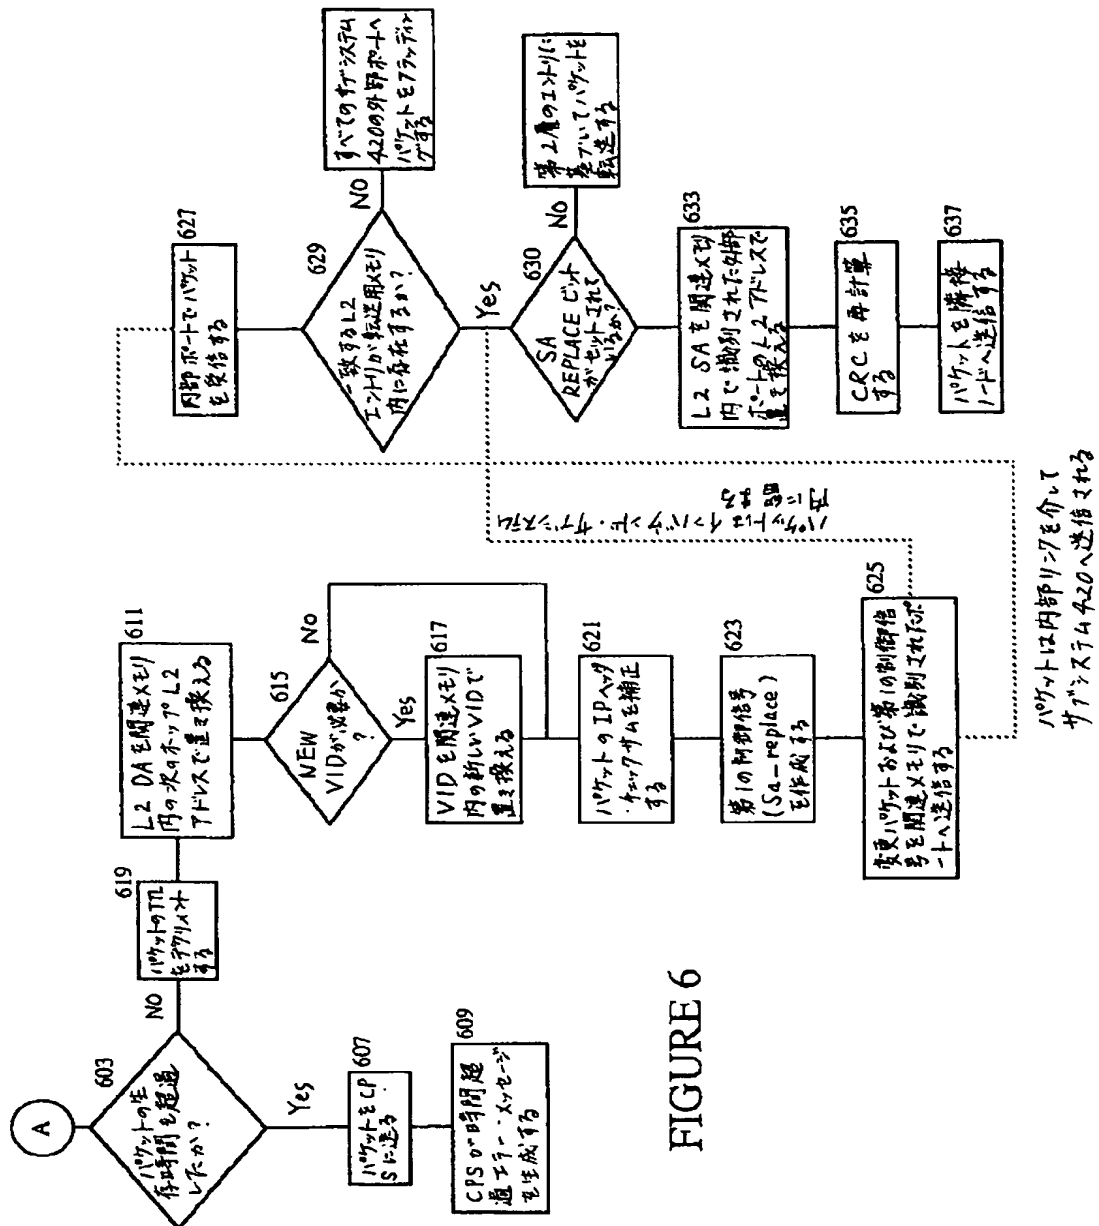 A
603
パケットの生
存時間を超過
したか?
NO
Yes
607
パケットをCP
Sに送る
609
CPSが時間超
過エラー・メッセージ
を生成する
619
パケットのTTL
をデクリメント
する
611
L2 DAを関連メモリ
内の次のホップL2
アドレスで置き換える
615
NEW
VIDが必要か
?
No
Yes
617
VIDを関連メモリ
内の新しいVIDで
置き換える
621
パケットのIPヘッダ
・チェックサムを補正
する
623
第1の制御信号
(Sa_replace)
を作成する
625
変更パケットおよび第1の制御信
号を関連メモリで識別されたポ
ートへ送信する
パケットは内部リンクを介して
サブシステム420へ送信される
パケットはインバウンド・サブシステム
内に留まる
627
内部ポートでパケット
を受信する
629
一致するL2
エントリが転送用メモリ
内に存在するか?
NO
すべてのサブシステム
420の外部ポートへ
パケットをフラッディン
グする
Yes
630
SA
REPLACE ビット
がセットされて
いるか?
NO
第2層のエントリに
基づいてパケットを
転送する
633
L2 SAを関連メモリ
内で識別された外部
ポートのL2アドレスで
置き換える
635
CRCを再計算
する
637
パケットを隣接
ノードへ送信する
FIGURE 6